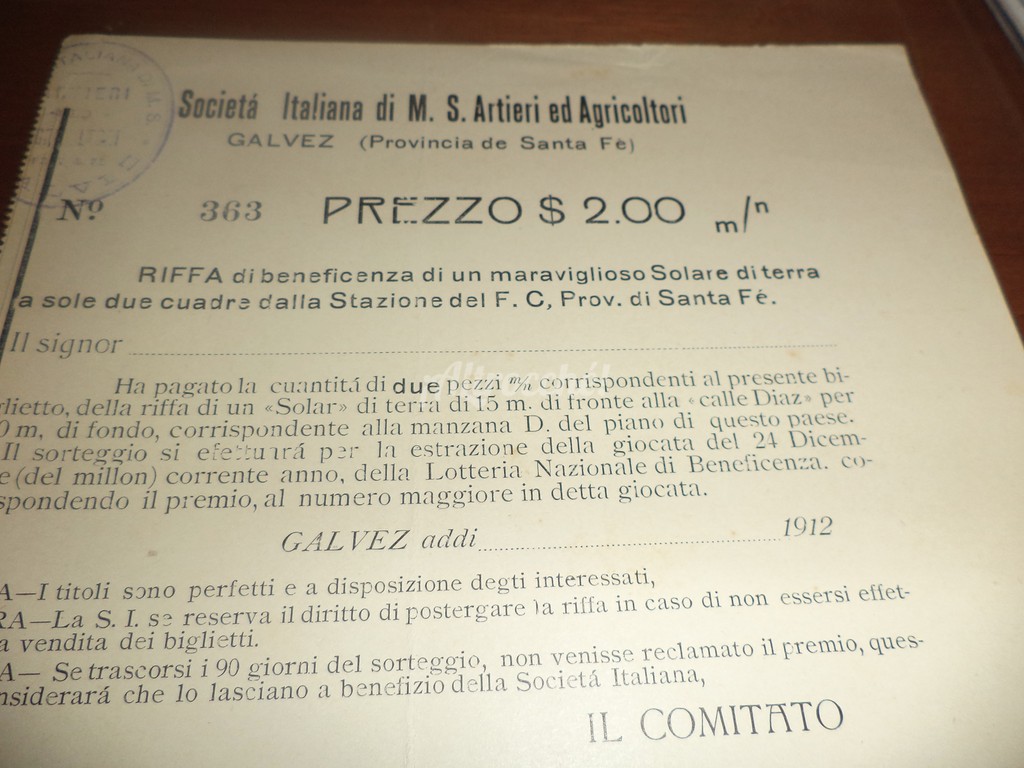 ITALIANA DI M. S.
Societá Italiana di M. S. Artieri ed Agricoltori
GALVEZ (Provincia de Santa Fè)
Nº. 363 PREZZO $ 2.00 m/n
RIFFA di beneficenza di un maraviglioso Solare di terra
a sole due cuadre dalla Stazione del F. C, Prov. di Santa Fé.
Il signor
Ha pagato la cuantitá di due pezzi m/n corrispondenti al presente bi-
glietto, della riffa di un «Solar» di terra di 15 m. di fronte alla «calle Diaz» per
0 m, di fondo, corrispondente alla manzana D. del piano di questo paese.
Il sorteggio si efettuirá per la estrazione della giocata del 24 Dicem-
e (del millon) corrente anno, della Lotteria Nazionale di Beneficenza. co-
spondendo il premio, al numero maggiore in detta giocata.
GALVEZ addi 1912
A—I titoli sono perfetti e a disposizione degti interessati,
RA—La S. I. se reserva il diritto di postergare la riffa in caso di non essersi effet-
a vendita dei biglietti.
A— Se trascorsi i 90 giorni del sorteggio, non venisse reclamato il premio, ques-
nsiderará che lo lasciano a benefizio della Societá Italiana,
IL COMITATO